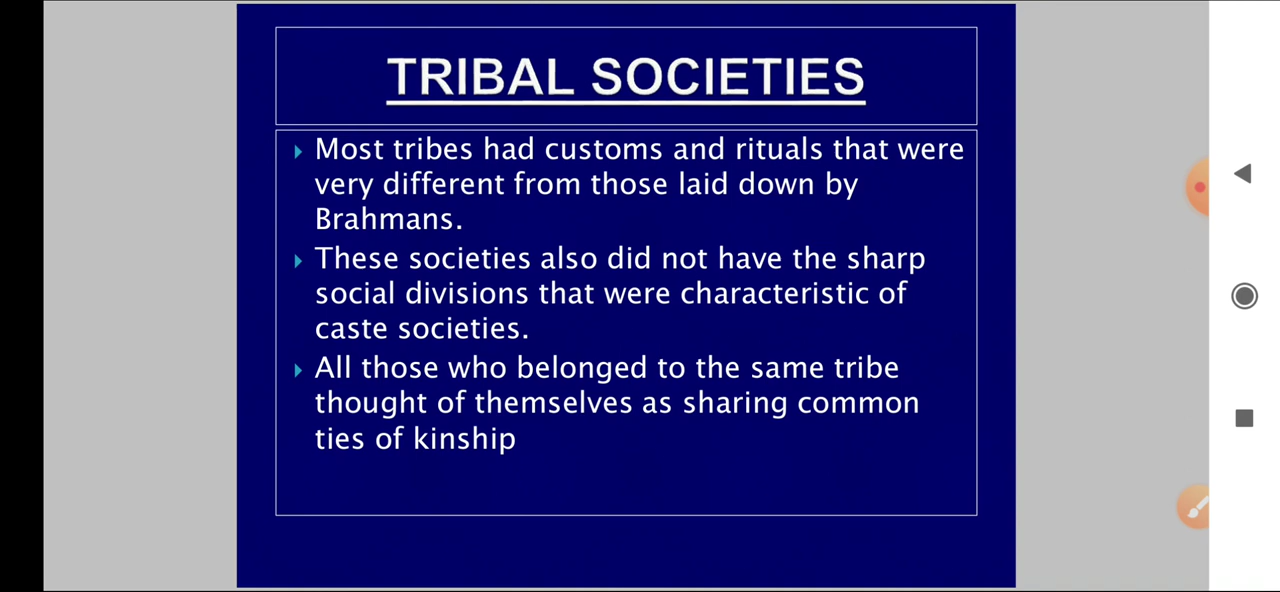 TRIBAL SOCIETIES
Most tribes had customs and rituals that were
very different from those laid down by
Brahmans.
These societies also did not have the sharp
social divisions that were characteristic of
caste societies.
All those who belonged to the same tribe
thought of themselves as sharing common
ties of kinship